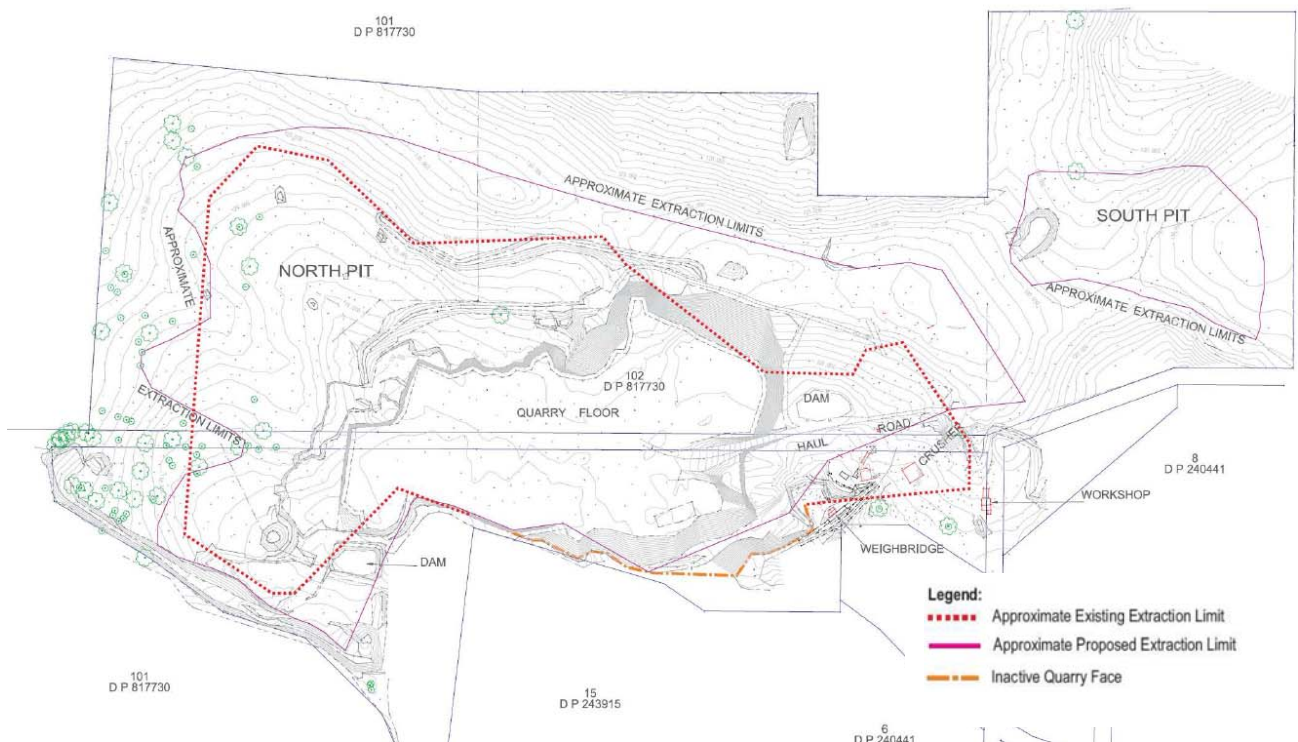 101
D P 817730
APPROXIMATE EXTRACTION LIMITS
SOUTH PIT
APPROXIMATE
NORTH PIT
APPROXIMATE EXTRACTION LIMITS
102
D P 817730
EXTRACTION LIMITS
QUARRY FLOOR
DAM
HAUL ROAD
CRUSHER
8
D P 240441
WORKSHOP
WEIGHBRIDGE
DAM
Legend:
Approximate Existing Extraction Limit
Approximate Proposed Extraction Limit
Inactive Quarry Face
101
D P 817730
15
D P 243915
6
D P 240441